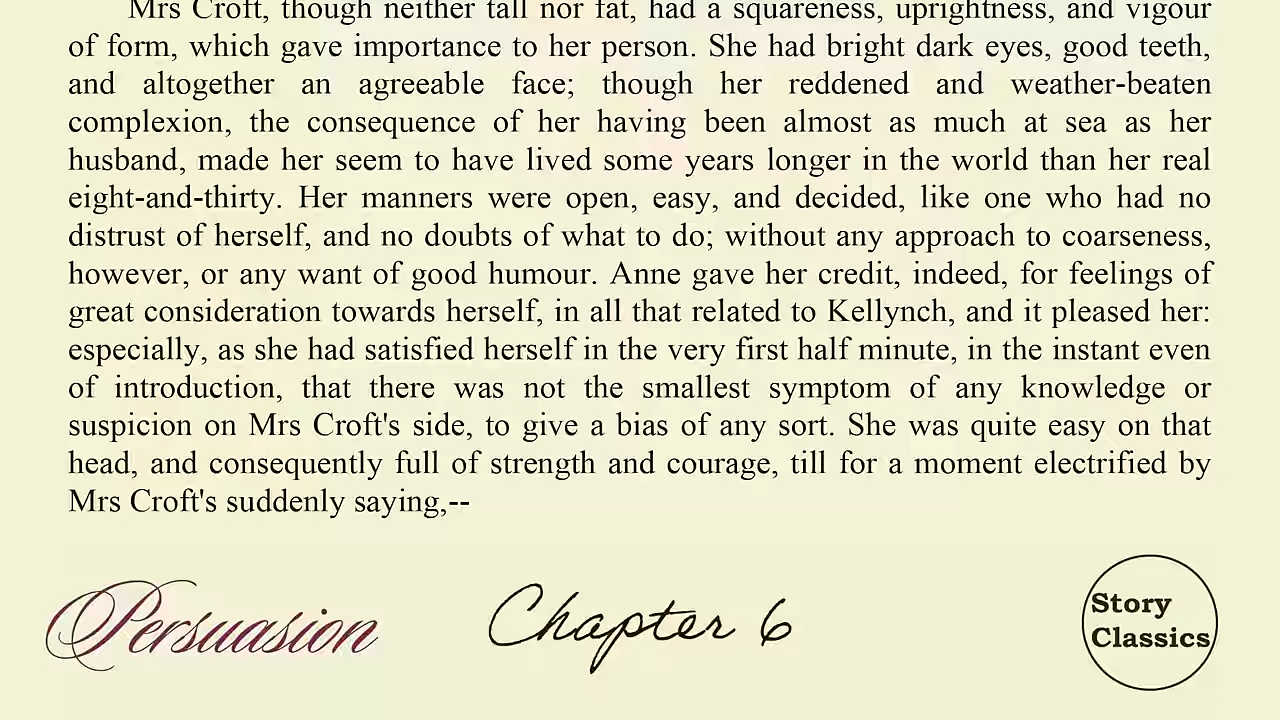 Mrs Croft, though neither tall nor fat, had a squareness, uprightness, and vigour
of form, which gave importance to her person. She had bright dark eyes, good teeth,
and altogether an agreeable face; though her reddened and weather-beaten
complexion, the consequence of her having been almost as much at sea as her
husband, made her seem to have lived some years longer in the world than her real
eight-and-thirty. Her manners were open, easy, and decided, like one who had no
distrust of herself, and no doubts of what to do; without any approach to coarseness,
however, or any want of good humour. Anne gave her credit, indeed, for feelings of
great consideration towards herself, in all that related to Kellynch, and it pleased her:
especially, as she had satisfied herself in the very first half minute, in the instant even
of introduction, that there was not the smallest symptom of any knowledge or
suspicion on Mrs Croft's side, to give a bias of any sort. She was quite easy on that
head, and consequently full of strength and courage, till for a moment electrified by
Mrs Croft's suddenly saying,--
Persuasion
Chapter 6
Story
Classics